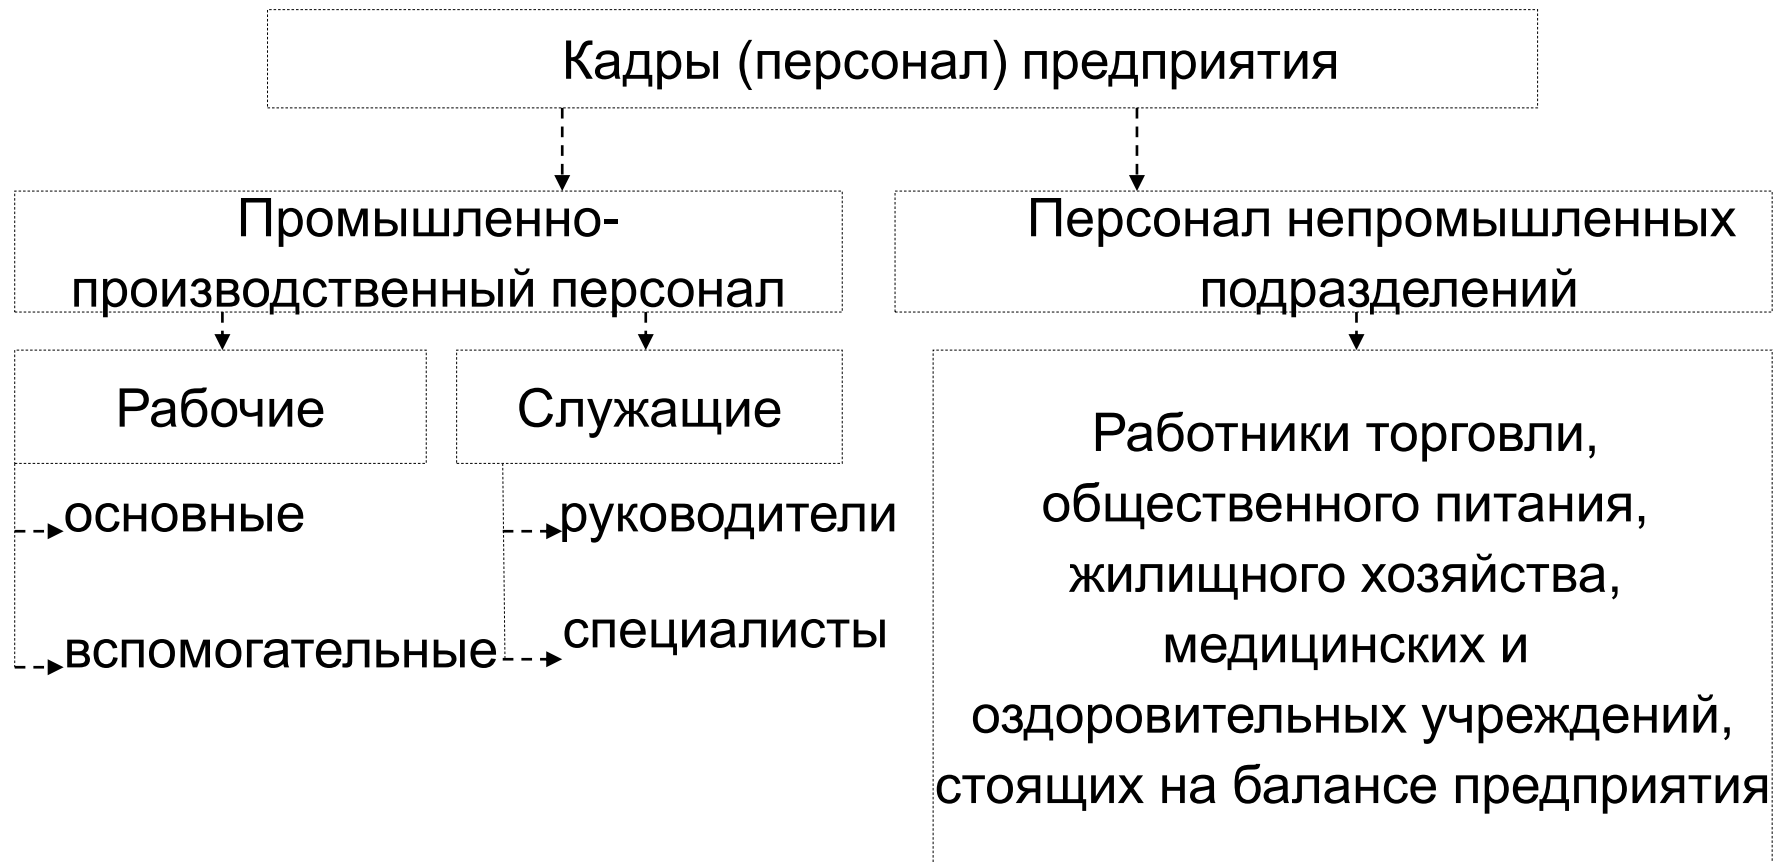 Кадры (персонал) предприятия
Промышленно-
производственный персонал
Персонал непромышленных
подразделений
Рабочие
Служащие
основные
вспомогательные
руководители
специалисты
Работники торговли,
общественного питания,
жилищного хозяйства,
медицинских и
оздоровительных учреждений,
стоящих на балансе предприятия